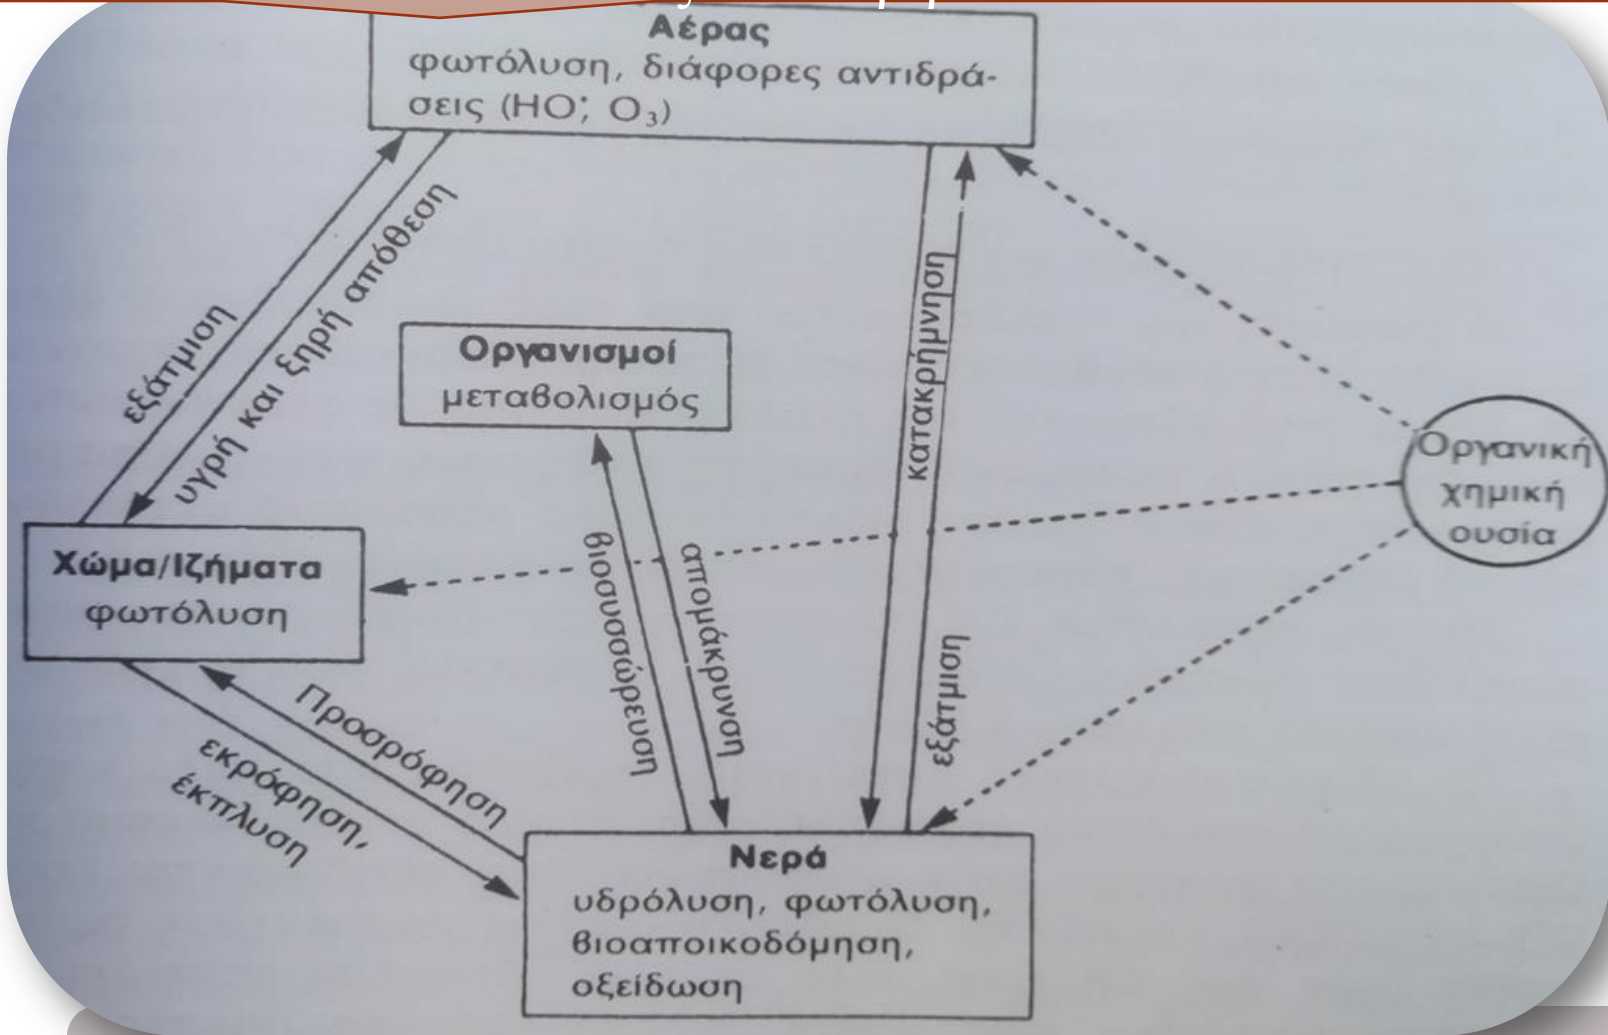 Αέρας
φωτόλυση, διάφορες αντιδρά-
σεις (HO; O₃)
εξάτμιση
υγρή και ξηρή απόθεση
Οργανισμοί
μεταβολισμός
κατακρήμνηση
Οργανική
χημική
ουσία
Χώμα/Ιζήματα
φωτόλυση
βιοσυσσώρευση
απομάκρυνση
εξάτμιση
Προσρόφηση
εκρόφηση,
έκπλυση
Νερά
υδρόλυση, φωτόλυση,
βιοαποικοδόμηση,
οξείδωση